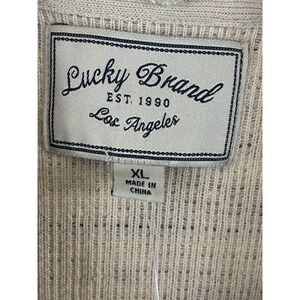 Lucky Brand
EST. 1990
Los Angeles
XL
MADE IN
CHINA